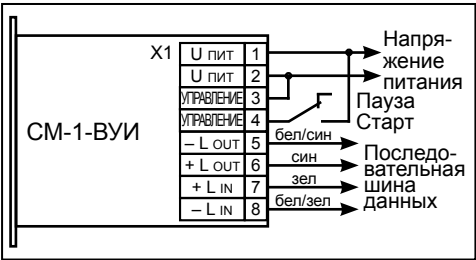 СМ-1-ВУИ
X1
U пит 1
U пит 2
УПРАВЛЕНИЕ 3
УПРАВЛЕНИЕ 4
– L OUT 5
+ L OUT 6
+ L IN 7
– L IN 8
бел/син
син
зел
бел/зел
Напря-
жение
питания
Пауза
Старт
Последо-
вательная
шина
данных